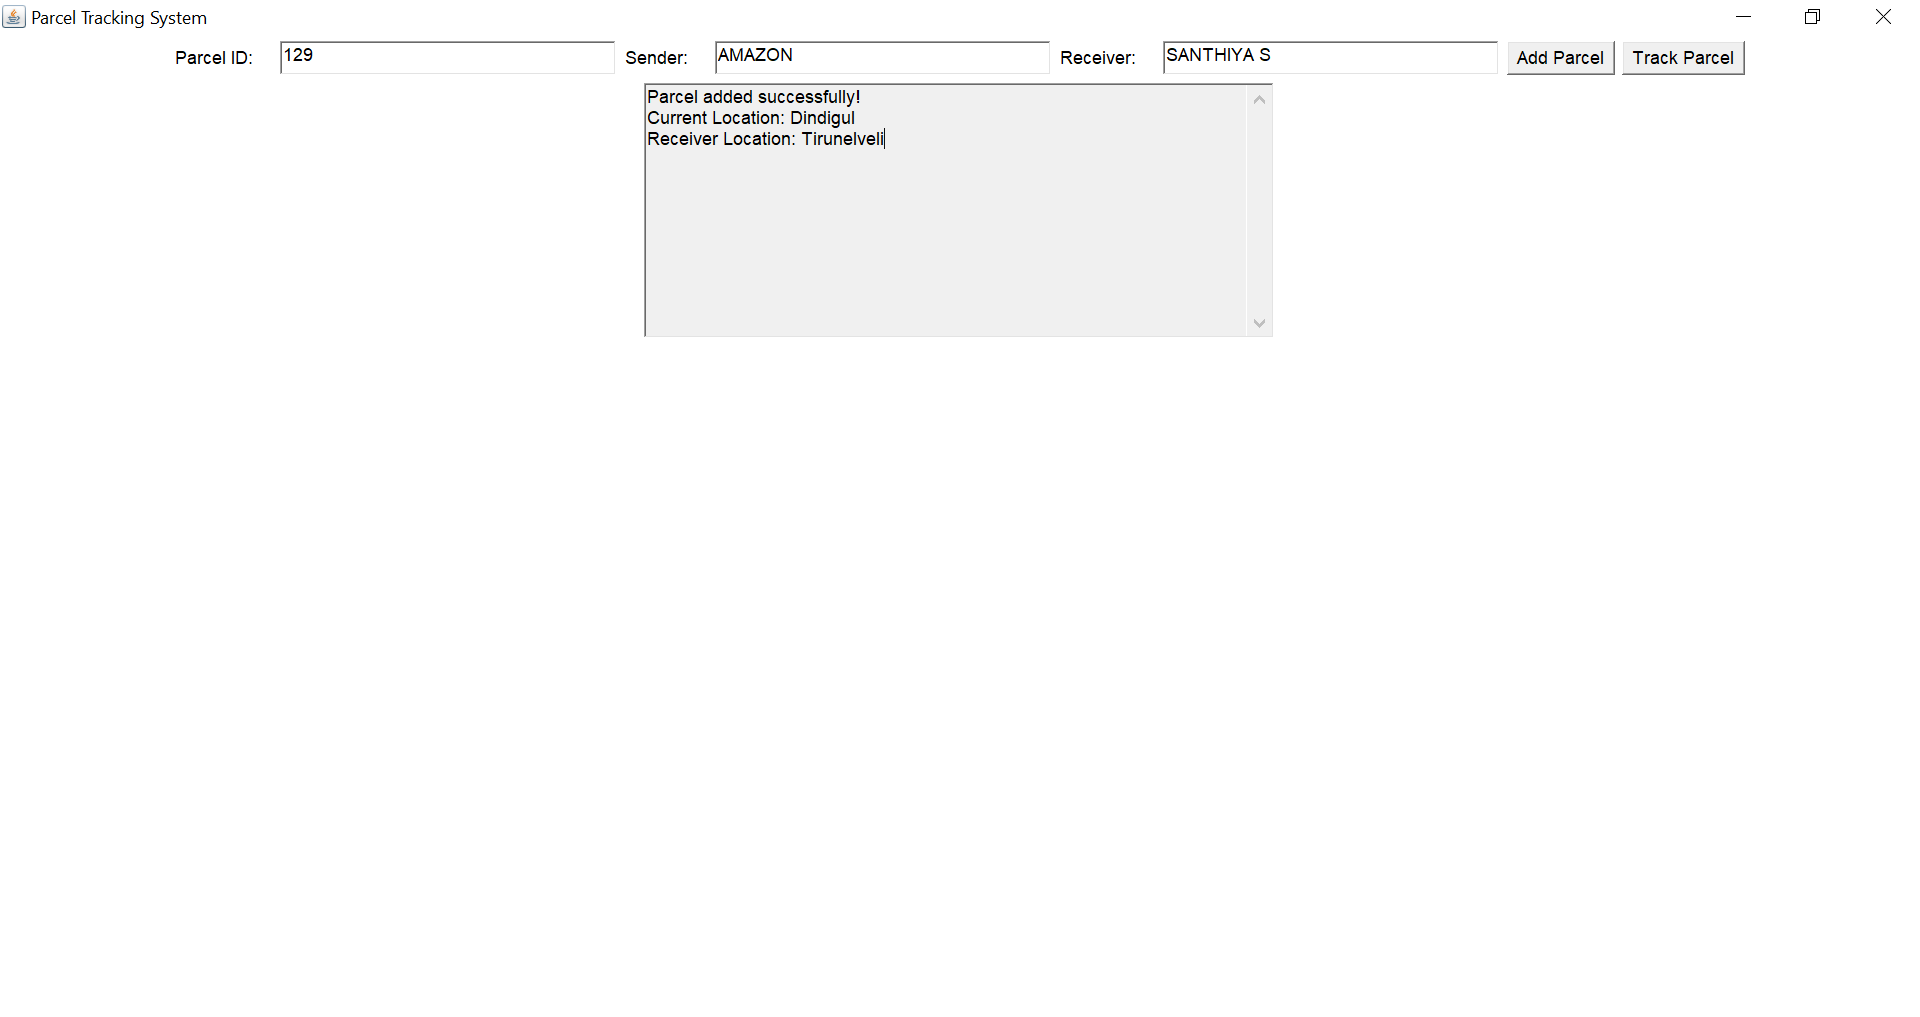 Parcel Tracking System
Parcel ID: 129 Sender: AMAZON Receiver: SANTHIYA S Add Parcel Track Parcel
Parcel added successfully!
Current Location: Dindigul
Receiver Location: Tirunelveli